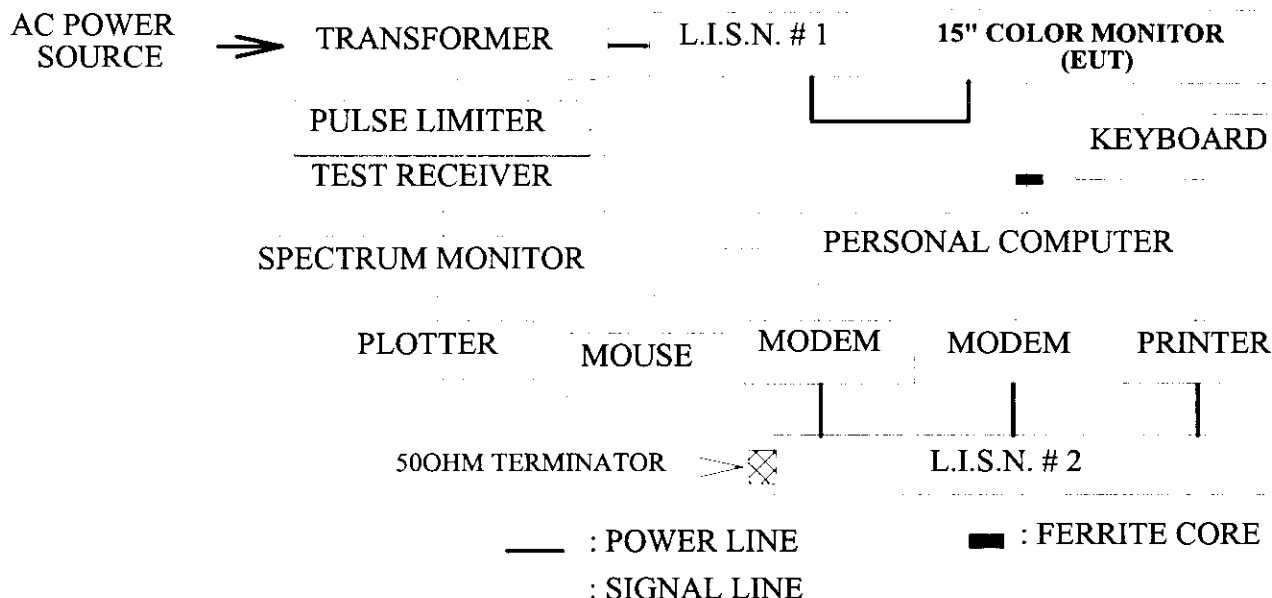 AC POWER
SOURCE
TRANSFORMER
L.I.S.N. # 1
15" COLOR MONITOR
(EUT)
PULSE LIMITER
KEYBOARD
TEST RECEIVER
PERSONAL COMPUTER
SPECTRUM MONITOR
PLOTTER
MOUSE
MODEM
MODEM
PRINTER
50OHM TERMINATOR
L.I.S.N. # 2
: POWER LINE
: FERRITE CORE
: SIGNAL LINE